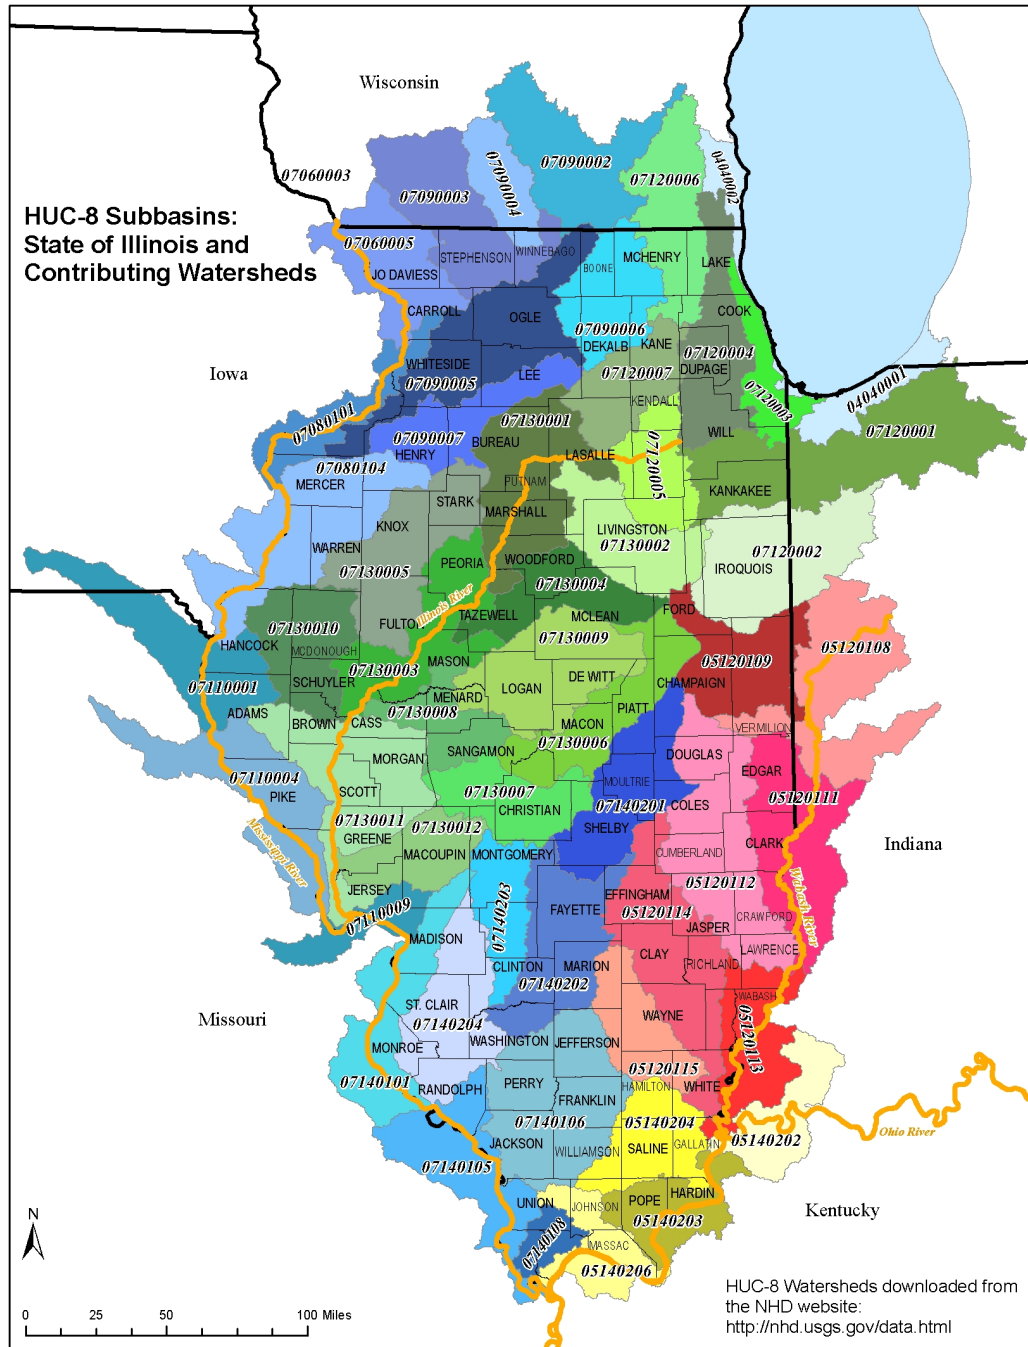 Wisconsin
HUC-8 Subbasins:
State of Illinois and
Contributing Watersheds
07060003
07090003
07090004
07090002
07120006
04040002
07060005
JO DAVIESS
STEPHENSON
WINNEBAGO
BOONE
MCHENRY
LAKE
CARROLL
OGLE
07090006
DEKALB
KANE
COOK
07120004
DUPAGE
Iowa
WHITESIDE
07090005
LEE
07120007
KENDALL
07120003
04040001
07080101
07090007
HENRY
BUREAU
07130001
LASALLE
07120005
WILL
07120001
07080104
MERCER
PUTNAM
KANKAKEE
STARK
MARSHALL
KNOX
LIVINGSTON
07130002
WARREN
PEORIA
WOODFORD
07120002
IROQUOIS
07130005
07130004
Illinois River
TAZEWELL
MCLEAN
FORD
FULTON
07130010
HANCOCK
MCDONOUGH
07130009
05120108
07130003
MASON
05120109
SCHUYLER
LOGAN
DE WITT
CHAMPAIGN
07110001
MENARD
07130008
ADAMS
BROWN
CASS
MACON
PIATT
VERMILION
07130006
MORGAN
SANGAMON
DOUGLAS
EDGAR
07110004
PIKE
SCOTT
07130007
CHRISTIAN
MOULTRIE
07140201
COLES
05120111
GREENE
07130012
SHELBY
07130011
MACOUPIN
MONTGOMERY
CUMBERLAND
CLARK
Indiana
Mississippi River
JERSEY
05120112
Wabash River
07110009
07140203
FAYETTE
EFFINGHAM
05120114
JASPER
CRAWFORD
MADISON
LAWRENCE
CLINTON
MARION
CLAY
RICHLAND
07140202
ST. CLAIR
WABASH
Missouri
07140204
WAYNE
05120113
MONROE
WASHINGTON
JEFFERSON
07140101
RANDOLPH
PERRY
05120115
HAMILTON
WHITE
FRANKLIN
07140106
05140204
Ohio River
JACKSON
WILLIAMSON
SALINE
GALLATIN
05140202
07140105
UNION
JOHNSON
POPE
HARDIN
05140203
Kentucky
07140108
MASSAC
05140206
N
0 25 50 100 Miles
HUC-8 Watersheds downloaded from
the NHD website:
http://nhd.usgs.gov/data.html